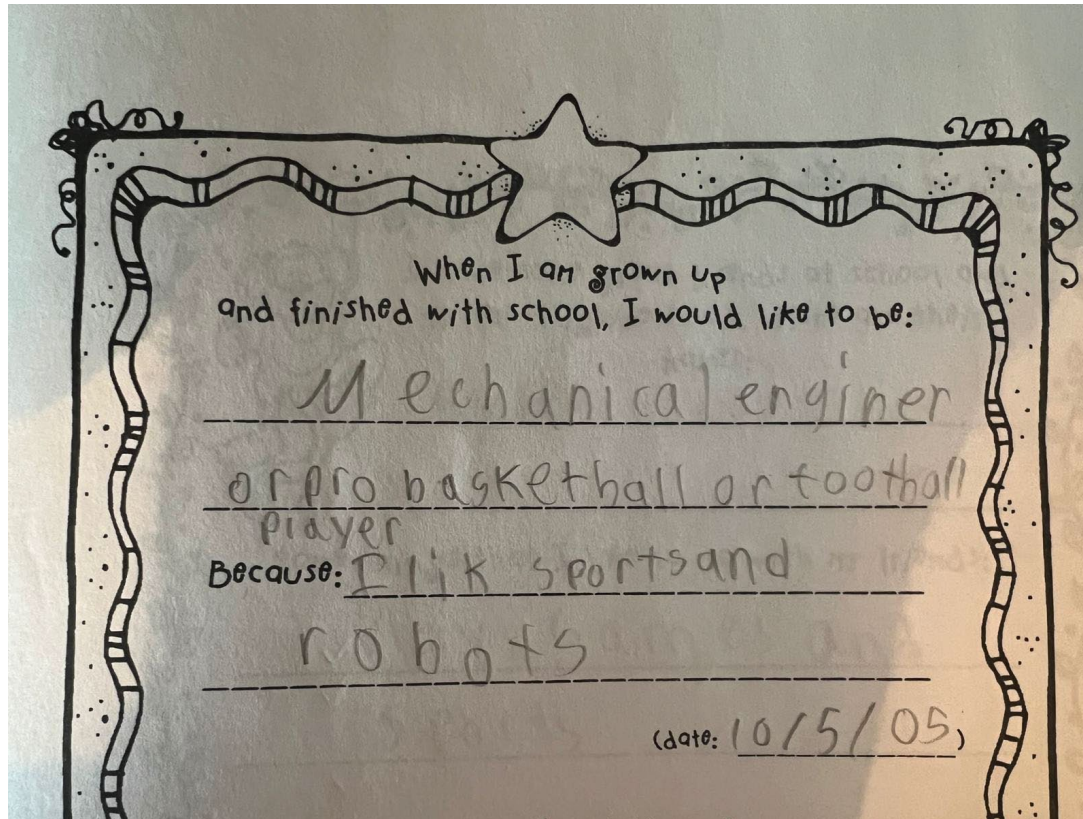 When I am grown up
and finished with school, I would like to be:
Mechanical enginer
or pro basketball or football
player
Because: I lik sports and
robots
(date: 10/5/05)